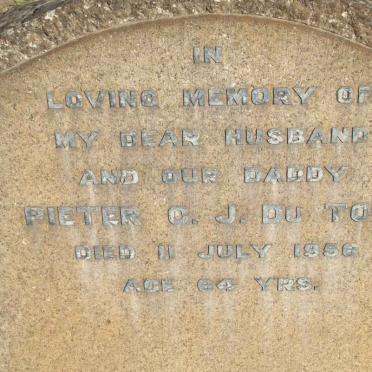 IN
LOVING MEMORY OF
MY DEAR HUSBAND
AND OUR DADDY
PIETER C. J. DU TO
DIED 11 JULY 1956
AGE 64 YRS.